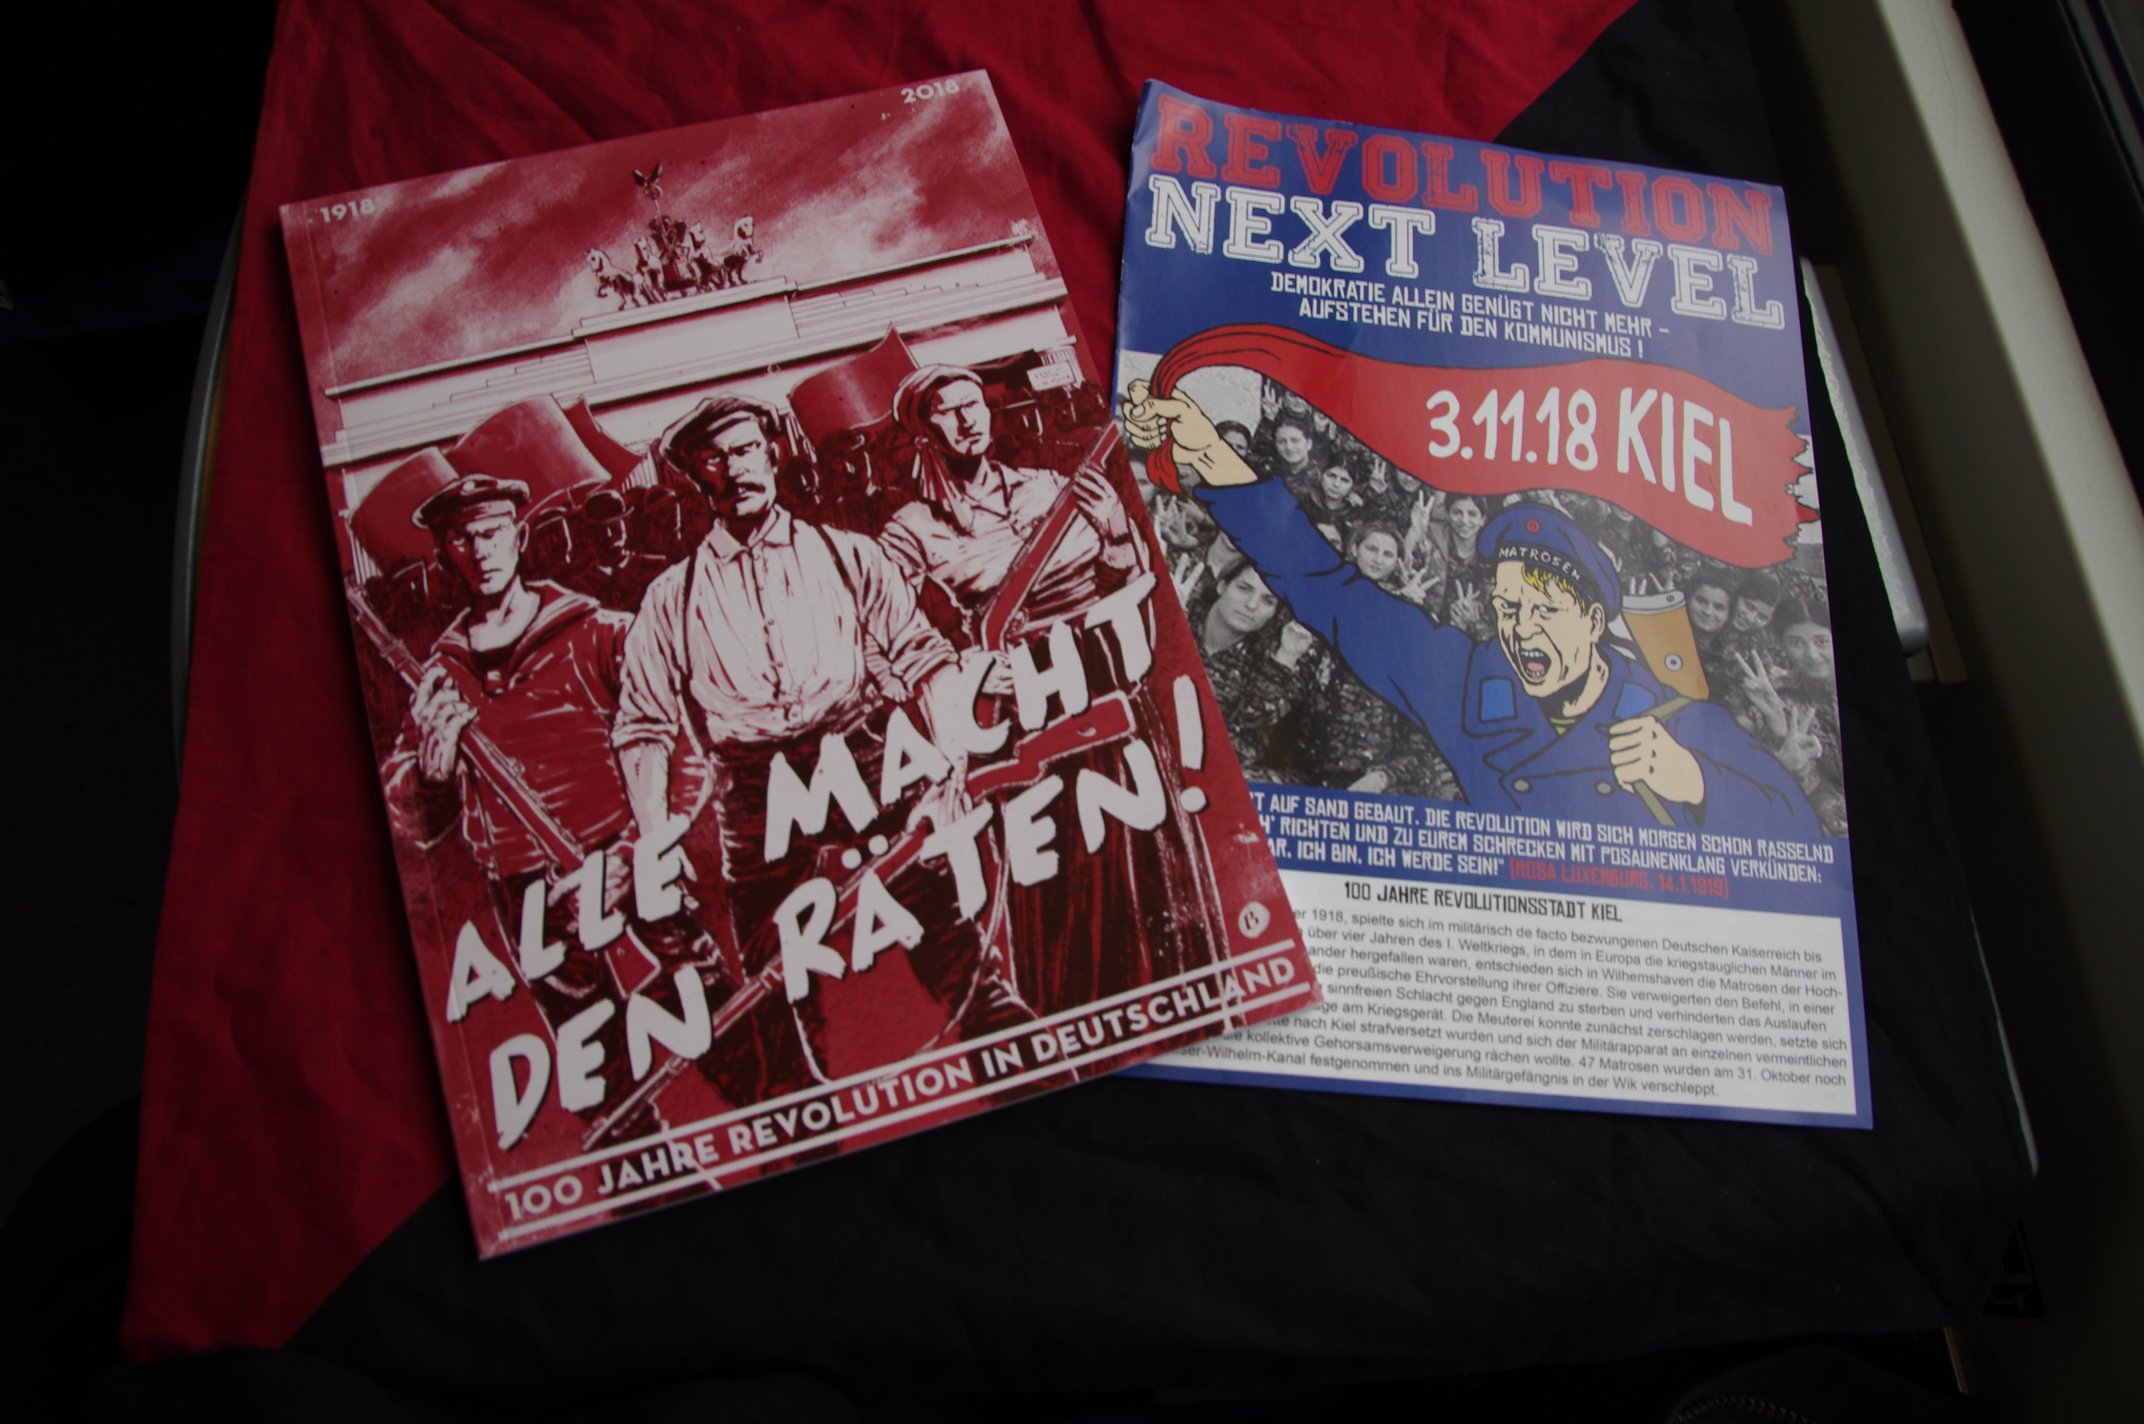 1918
2018
ALLE MACHT
DEN RÄTEN!
B
100 JAHRE REVOLUTION IN DEUTSCHLAND
REVOLUTION
NEXT LEVEL
DEMOKRATIE ALLEIN GENÜGT NICHT MEHR -
AUFSTEHEN FÜR DEN KOMMUNISMUS !
3.11.18 KIEL
MATROSEN
AUF SAND GEBAUT. DIE REVOLUTION WIRD SICH MORGEN SCHON RASSELND
RICHTEN UND ZU EUREM SCHRECKEN MIT POSAUNENKLANG VERKÜNDEN:
AR, ICH BIN, ICH WERDE SEIN!" (ROSA LUXEMBURG, 14.1.1919)
100 JAHRE REVOLUTIONSSTADT KIEL
er 1918, spielte sich im militärisch de facto bezwungenen Deutschen Kaiserreich bis
über vier Jahren des I. Weltkriegs, in dem in Europa die kriegstauglichen Männer im
ander hergefallen waren, entschieden sich in Wilhemshaven die Matrosen der Hoch-
die preußische Ehrvorstellung ihrer Offiziere. Sie verweigerten den Befehl, in einer
sinnfreien Schlacht gegen England zu sterben und verhinderten das Auslaufen
age am Kriegsgerät. Die Meuterei konnte zunächst zerschlagen werden, setzte sich
nach Kiel strafversetzt wurden und sich der Militärapparat an einzelnen vermeintlichen
die kollektive Gehorsamsverweigerung rächen wollte. 47 Matrosen wurden am 31. Oktober noch
ser-Wilhelm-Kanal festgenommen und ins Militärgefängnis in der Wik verschleppt.